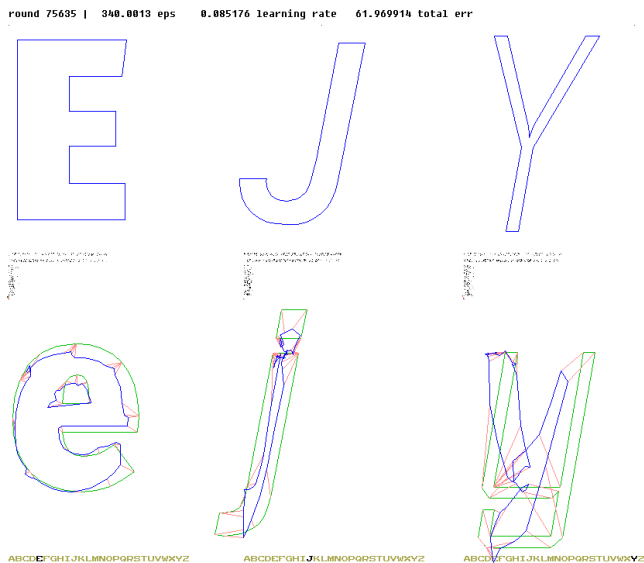 round 75635 | 340.0013 eps 0.085176 learning rate 61.969914 total err
E J Y
e j y
ABCDEFGHIJKLMNOPQRSTUVWXYZ ABCDEFGHIJKLMNOPQRSTUVWXYZ ABCDEFGHIJKLMNOPQRSTUVWXYZ